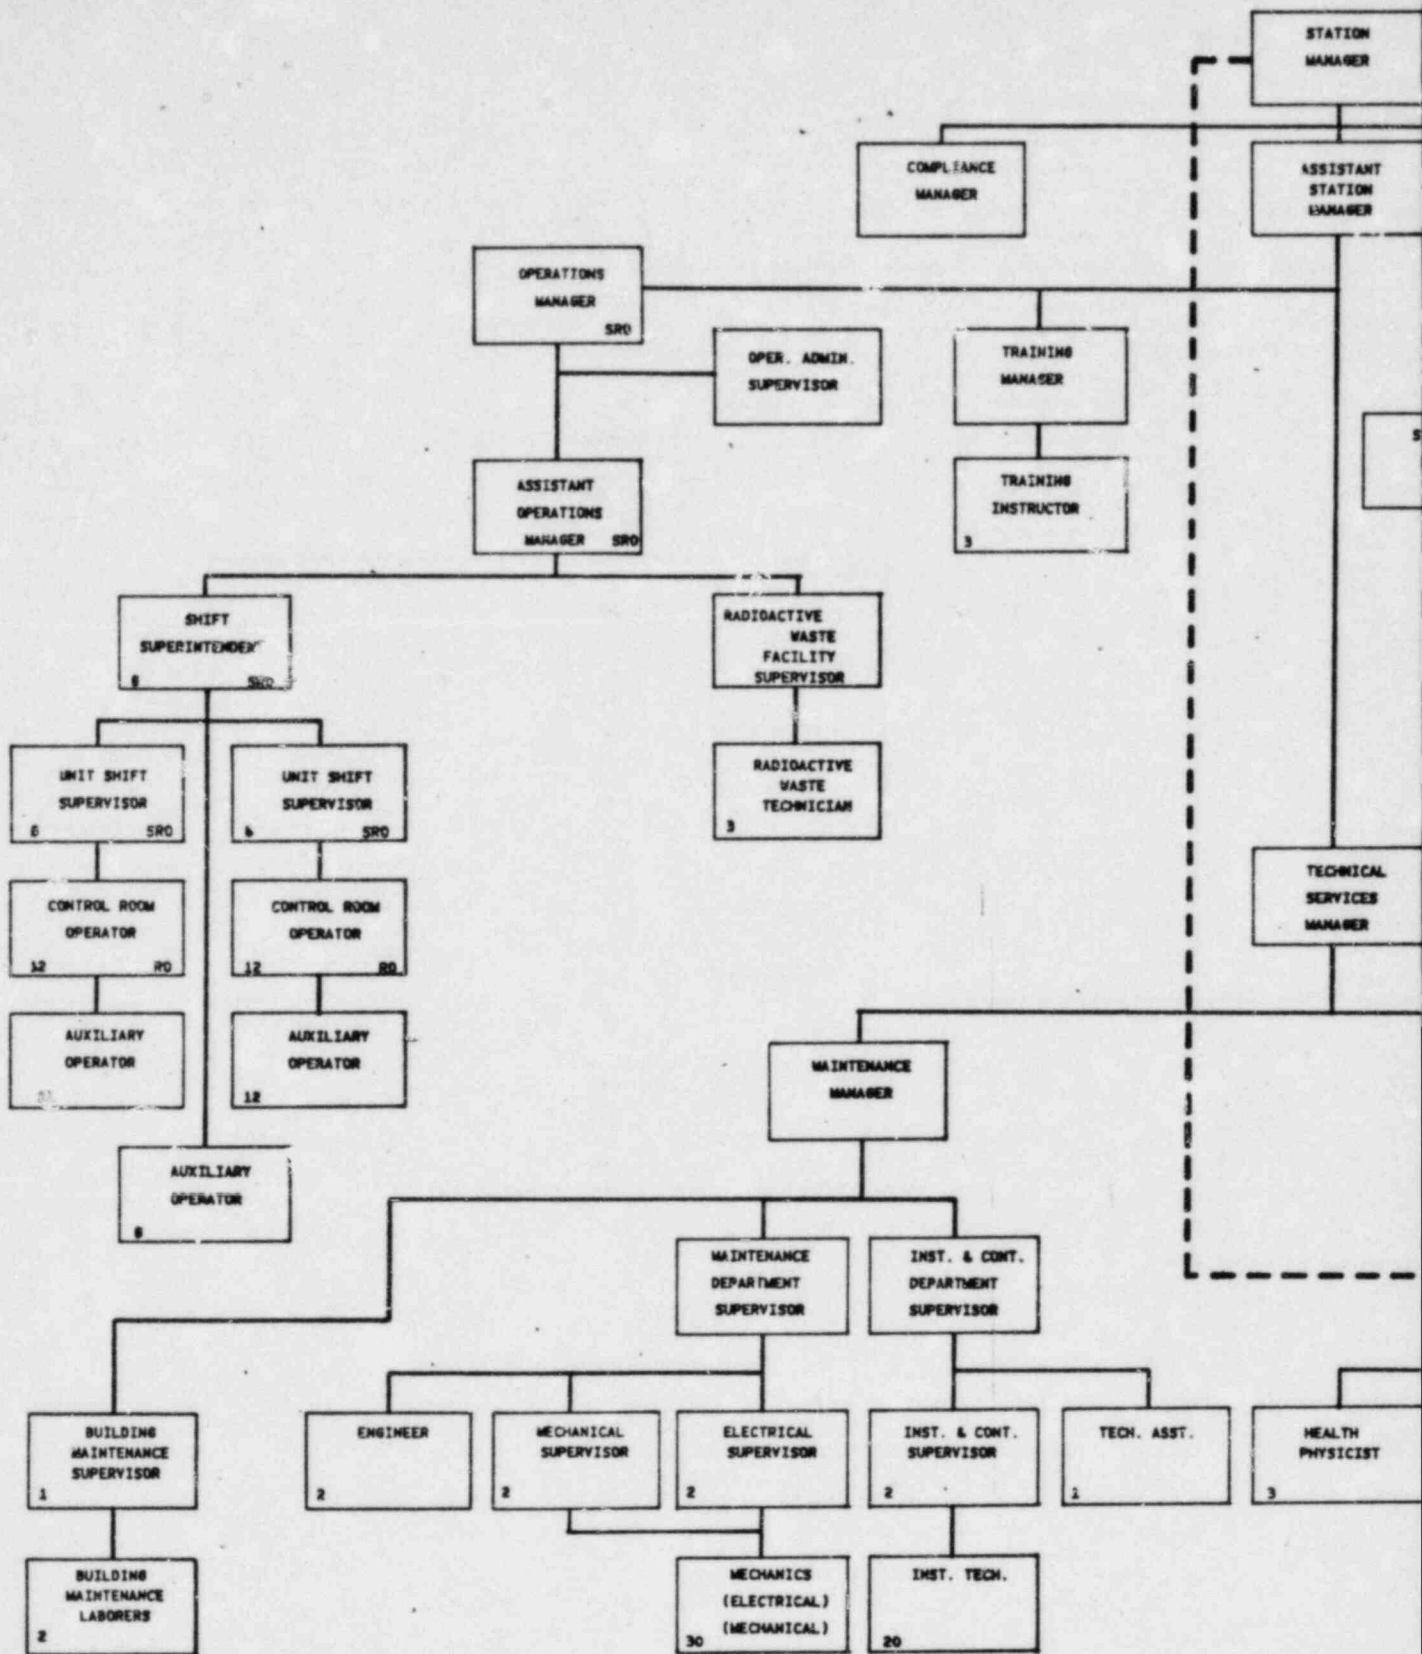 STATION
MANAGER
COMPLIANCE
MANAGER
ASSISTANT
STATION
MANAGER
OPERATIONS
MANAGER
SRO
OPER. ADMIN.
SUPERVISOR
TRAINING
MANAGER
S
ASSISTANT
OPERATIONS
MANAGER SRO
TRAINING
INSTRUCTOR
3
SHIFT
SUPERINTENDENT
SRO
RADIOACTIVE
WASTE
FACILITY
SUPERVISOR
UNIT SHIFT
SUPERVISOR
SRO
UNIT SHIFT
SUPERVISOR
6 SRO
RADIOACTIVE
WASTE
TECHNICIAN
3
CONTROL ROOM
OPERATOR
12 RO
CONTROL ROOM
OPERATOR
12 RO
TECHNICAL
SERVICES
MANAGER
AUXILIARY
OPERATOR
AUXILIARY
OPERATOR
12
MAINTENANCE
MANAGER
AUXILIARY
OPERATOR
MAINTENANCE
DEPARTMENT
SUPERVISOR
INST. & CONT.
DEPARTMENT
SUPERVISOR
BUILDING
MAINTENANCE
SUPERVISOR
1
ENGINEER
2
MECHANICAL
SUPERVISOR
2
ELECTRICAL
SUPERVISOR
2
INST. & CONT.
SUPERVISOR
2
TECH. ASST.
1
HEALTH
PHYSICIST
3
BUILDING
MAINTENANCE
LABORERS
2
MECHANICS
(ELECTRICAL)
(MECHANICAL)
30
INST. TECH.
20